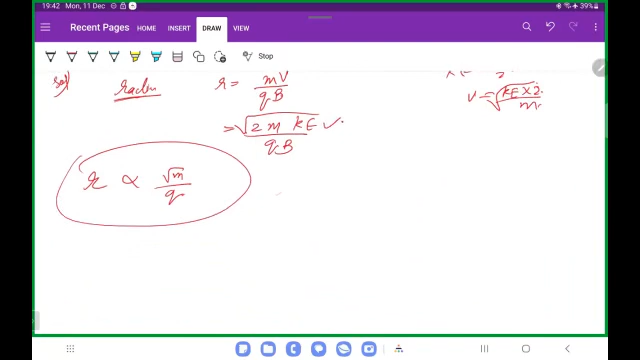 19:42 Mon, 11 Dec 39%
Recent Pages HOME INSERT DRAW VIEW
Stop
sol) radius r = mV / qB
V = √(KE × 2 / m)
= √(2 m KE) / qB
r ∝ √m / q